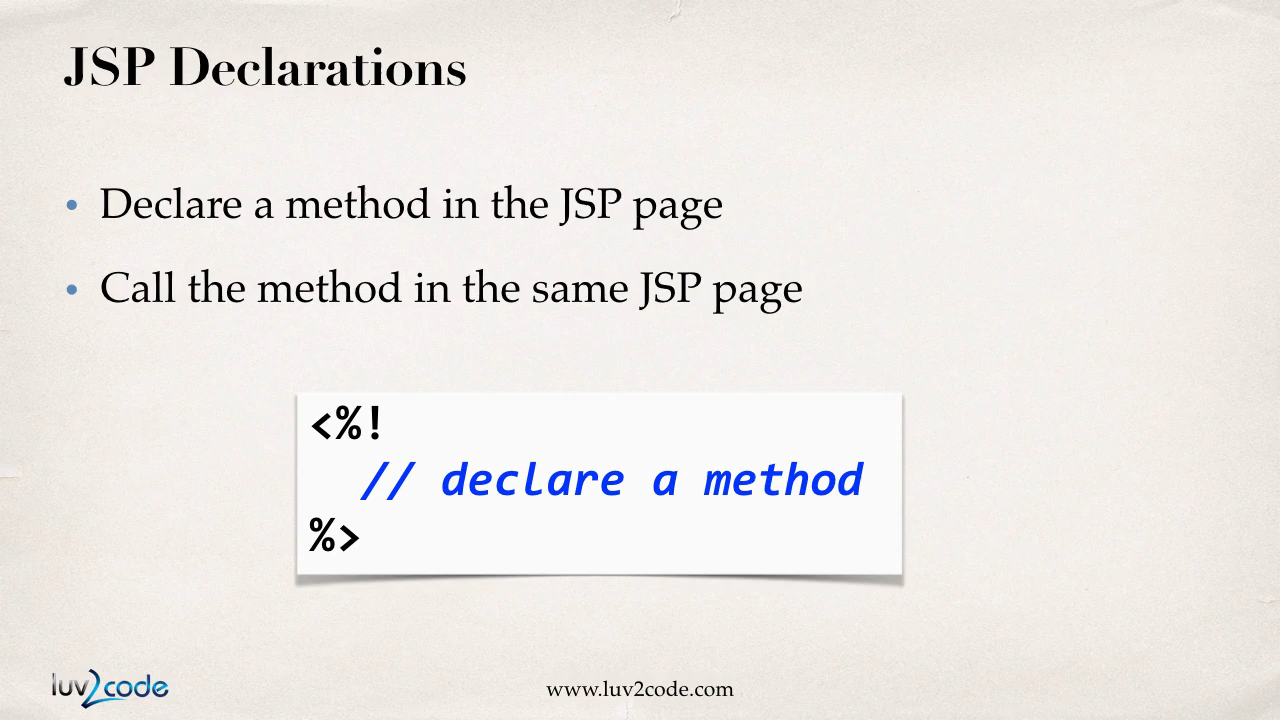 JSP Declarations
• Declare a method in the JSP page
• Call the method in the same JSP page
<%!
// declare a method
%>
luv2code
www.luv2code.com